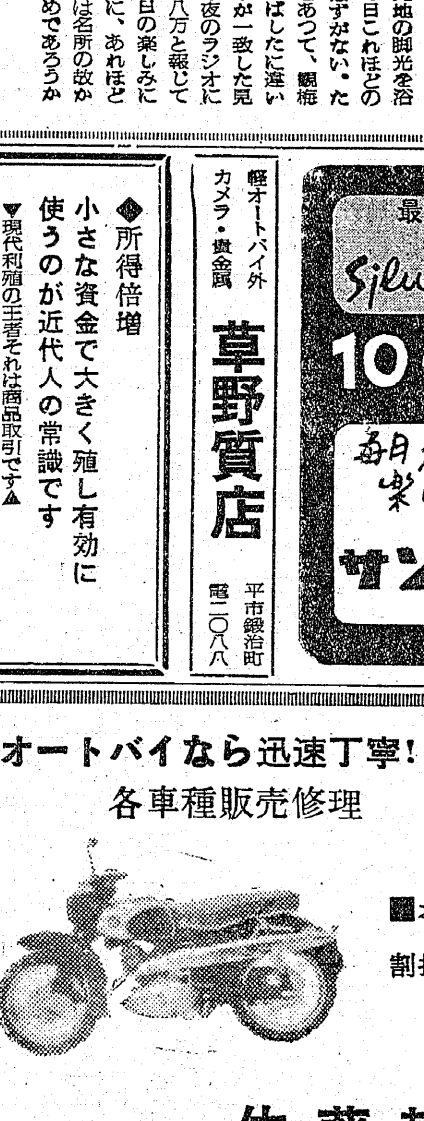 地の脚光を浴
日これほどの
すがない。た
あつて、観梅
ばしたに違い
が一致した見
夜のラジオに
八万と報じて
日の楽しみに
に、あれほど
は名所の故か
めであろうか
最
10
毎日
楽
サン
軽オートバイ外
カメラ・貴金属
草野質店
平市鍛冶町
電二〇八八
◆所得倍増
小さな資金で大きく殖し有効に
使うのが近代人の常識です
▼現代利殖の王者それは商品取引です▲
オートバイなら迅速丁寧!
各車種販売修理
■
割